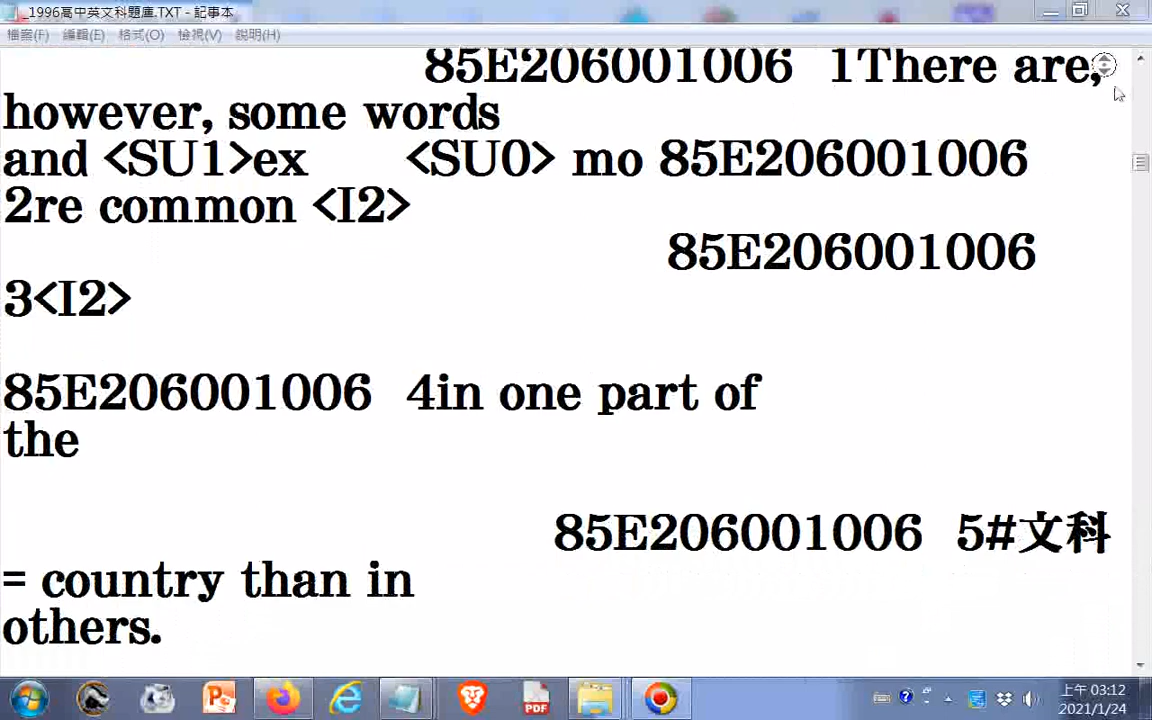 _1996高中英文科題庫.TXT - 記事本
檔案(F) 編輯(E) 格式(O) 檢視(V) 說明(H)
85E206001006 1There are,
however, some words
and <SU1>ex <SU0> mo 85E206001006
2re common <I2>
85E206001006
3<I2>
85E206001006 4in one part of
the
85E206001006 5#文科
= country than in
others.
PDF
上午 03:12
2021/1/24